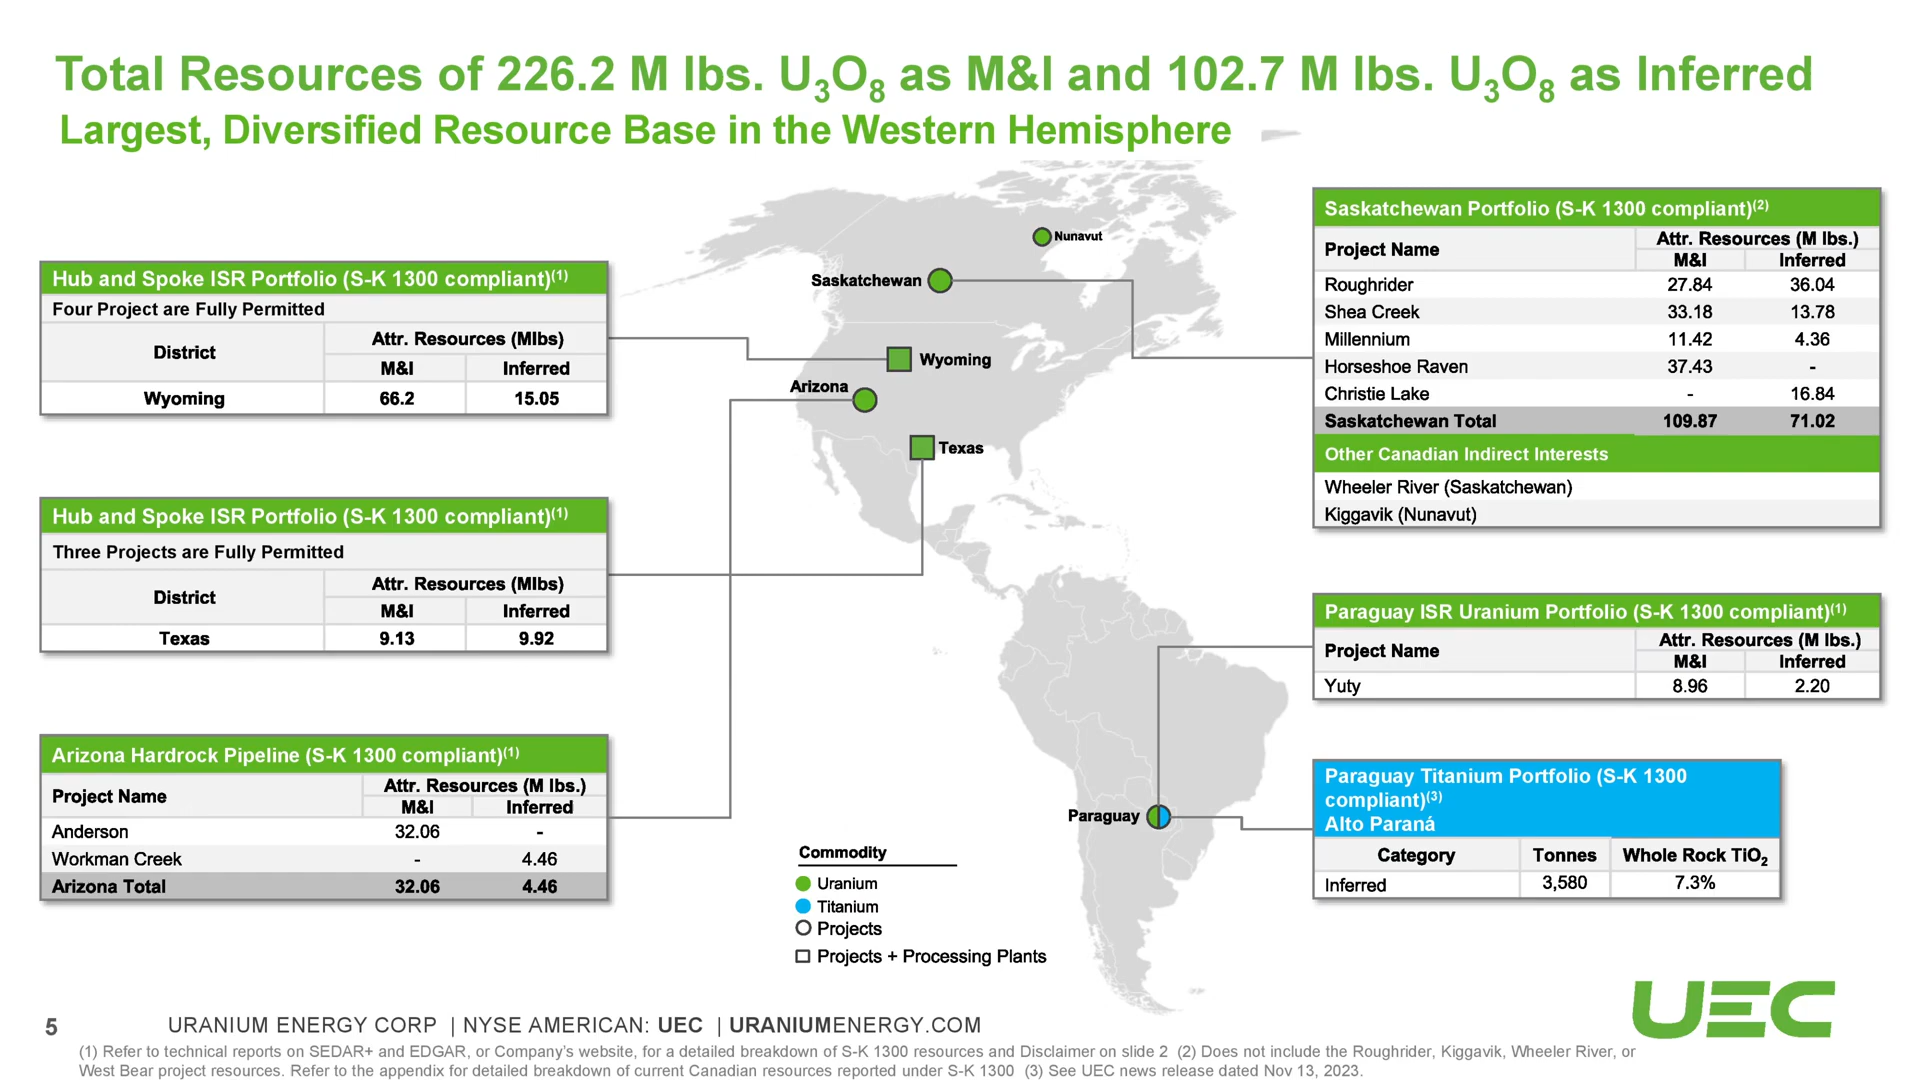 Total Resources of 226.2 M lbs. U3O8 as M&I and 102.7 M lbs. U3O8 as Inferred
Largest, Diversified Resource Base in the Western Hemisphere
Hub and Spoke ISR Portfolio (S-K 1300 compliant)(1)
Four Project are Fully Permitted
District
Attr. Resources (Mlbs)
M&I Inferred
Wyoming 66.2 15.05
Hub and Spoke ISR Portfolio (S-K 1300 compliant)(1)
Three Projects are Fully Permitted
District
Attr. Resources (Mlbs)
M&I Inferred
Texas 9.13 9.92
Arizona Hardrock Pipeline (S-K 1300 compliant)(1)
Project Name
Attr. Resources (M lbs.)
M&I Inferred
Anderson 32.06 -
Workman Creek - 4.46
Arizona Total 32.06 4.46
Nunavut
Saskatchewan
Wyoming
Arizona
Texas
Paraguay
Commodity
Uranium
Titanium
Projects
Projects + Processing Plants
Saskatchewan Portfolio (S-K 1300 compliant)(2)
Project Name
Attr. Resources (M lbs.)
M&I Inferred
Roughrider 27.84 36.04
Shea Creek 33.18 13.78
Millennium 11.42 4.36
Horseshoe Raven 37.43 -
Christie Lake - 16.84
Saskatchewan Total 109.87 71.02
Other Canadian Indirect Interests
Wheeler River (Saskatchewan)
Kiggavik (Nunavut)
Paraguay ISR Uranium Portfolio (S-K 1300 compliant)(1)
Project Name
Attr. Resources (M lbs.)
M&I Inferred
Yuty 8.96 2.20
Paraguay Titanium Portfolio (S-K 1300
compliant)(3)
Alto Paraná
Category Tonnes Whole Rock TiO2
Inferred 3,580 7.3%
UEC
5 URANIUM ENERGY CORP | NYSE AMERICAN: UEC | URANIUMENERGY.COM
(1) Refer to technical reports on SEDAR+ and EDGAR, or Company's website, for a detailed breakdown of S-K 1300 resources and Disclaimer on slide 2 (2) Does not include the Roughrider, Kiggavik, Wheeler River, or
West Bear project resources. Refer to the appendix for detailed breakdown of current Canadian resources reported under S-K 1300 (3) See UEC news release dated Nov 13, 2023.